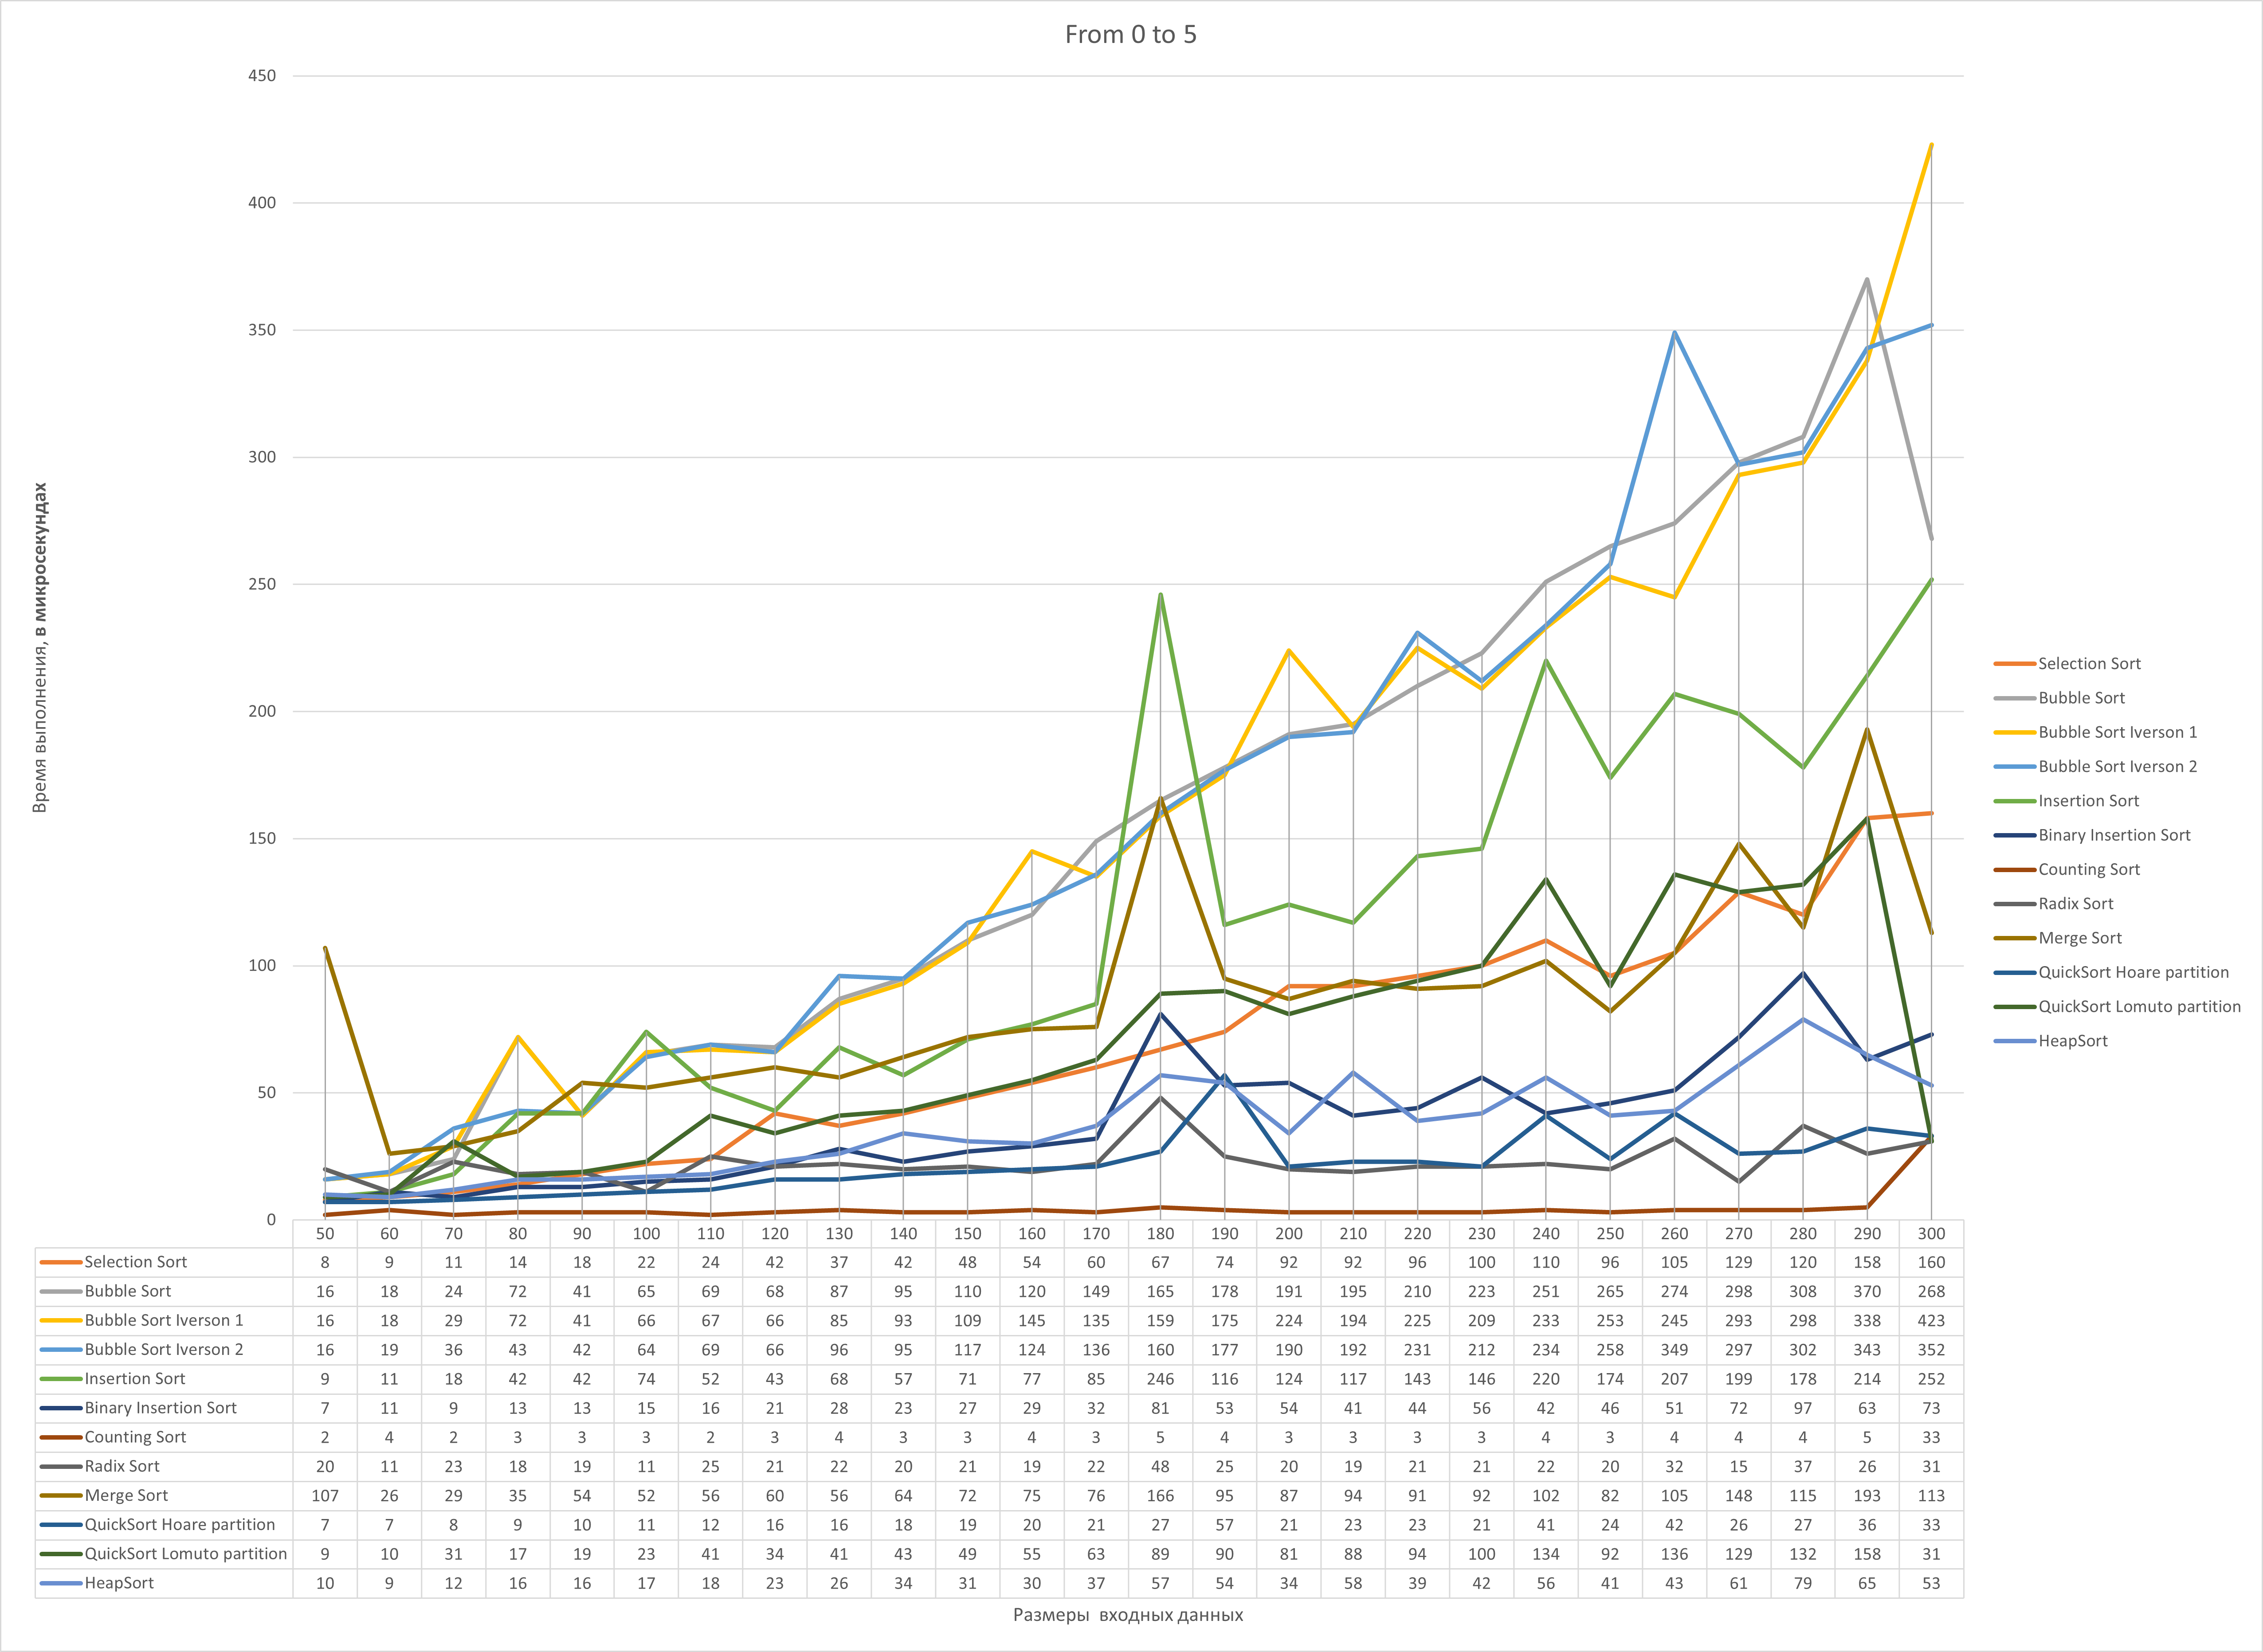 From 0 to 5
450
400
350
300
250
200
150
100
50
0
Время выполнения, в микросекундах
Selection Sort
Bubble Sort
Bubble Sort Iverson 1
Bubble Sort Iverson 2
Insertion Sort
Binary Insertion Sort
Counting Sort
Radix Sort
Merge Sort
QuickSort Hoare partition
QuickSort Lomuto partition
HeapSort
50 60 70 80 90 100 110 120 130 140 150 160 170 180 190 200 210 220 230 240 250 260 270 280 290 300
Selection Sort 8 9 11 14 18 22 24 42 37 42 48 54 60 67 74 92 92 96 100 110 96 105 129 120 158 160
Bubble Sort 16 18 24 72 41 65 69 68 87 95 110 120 149 165 178 191 195 210 223 251 265 274 298 308 370 268
Bubble Sort Iverson 1 16 18 29 72 41 66 67 66 85 93 109 145 135 159 175 224 194 225 209 233 253 245 293 298 338 423
Bubble Sort Iverson 2 16 19 36 43 42 64 69 66 96 95 117 124 136 160 177 190 192 231 212 234 258 349 297 302 343 352
Insertion Sort 9 11 18 42 42 74 52 43 68 57 71 77 85 246 116 124 117 143 146 220 174 207 199 178 214 252
Binary Insertion Sort 7 11 9 13 13 15 16 21 28 23 27 29 32 81 53 54 41 44 56 42 46 51 72 97 63 73
Counting Sort 2 4 2 3 3 3 2 3 4 3 3 4 3 5 4 3 3 3 3 4 3 4 4 4 5 33
Radix Sort 20 11 23 18 19 11 25 21 22 20 21 19 22 48 25 20 19 21 21 22 20 32 15 37 26 31
Merge Sort 107 26 29 35 54 52 56 60 56 64 72 75 76 166 95 87 94 91 92 102 82 105 148 115 193 113
QuickSort Hoare partition 7 7 8 9 10 11 12 16 16 18 19 20 21 27 57 21 23 23 21 41 24 42 26 27 36 33
QuickSort Lomuto partition 9 10 31 17 19 23 41 34 41 43 49 55 63 89 90 81 88 94 100 134 92 136 129 132 158 31
HeapSort 10 9 12 16 16 17 18 23 26 34 31 30 37 57 54 34 58 39 42 56 41 43 61 79 65 53
Размеры входных данных